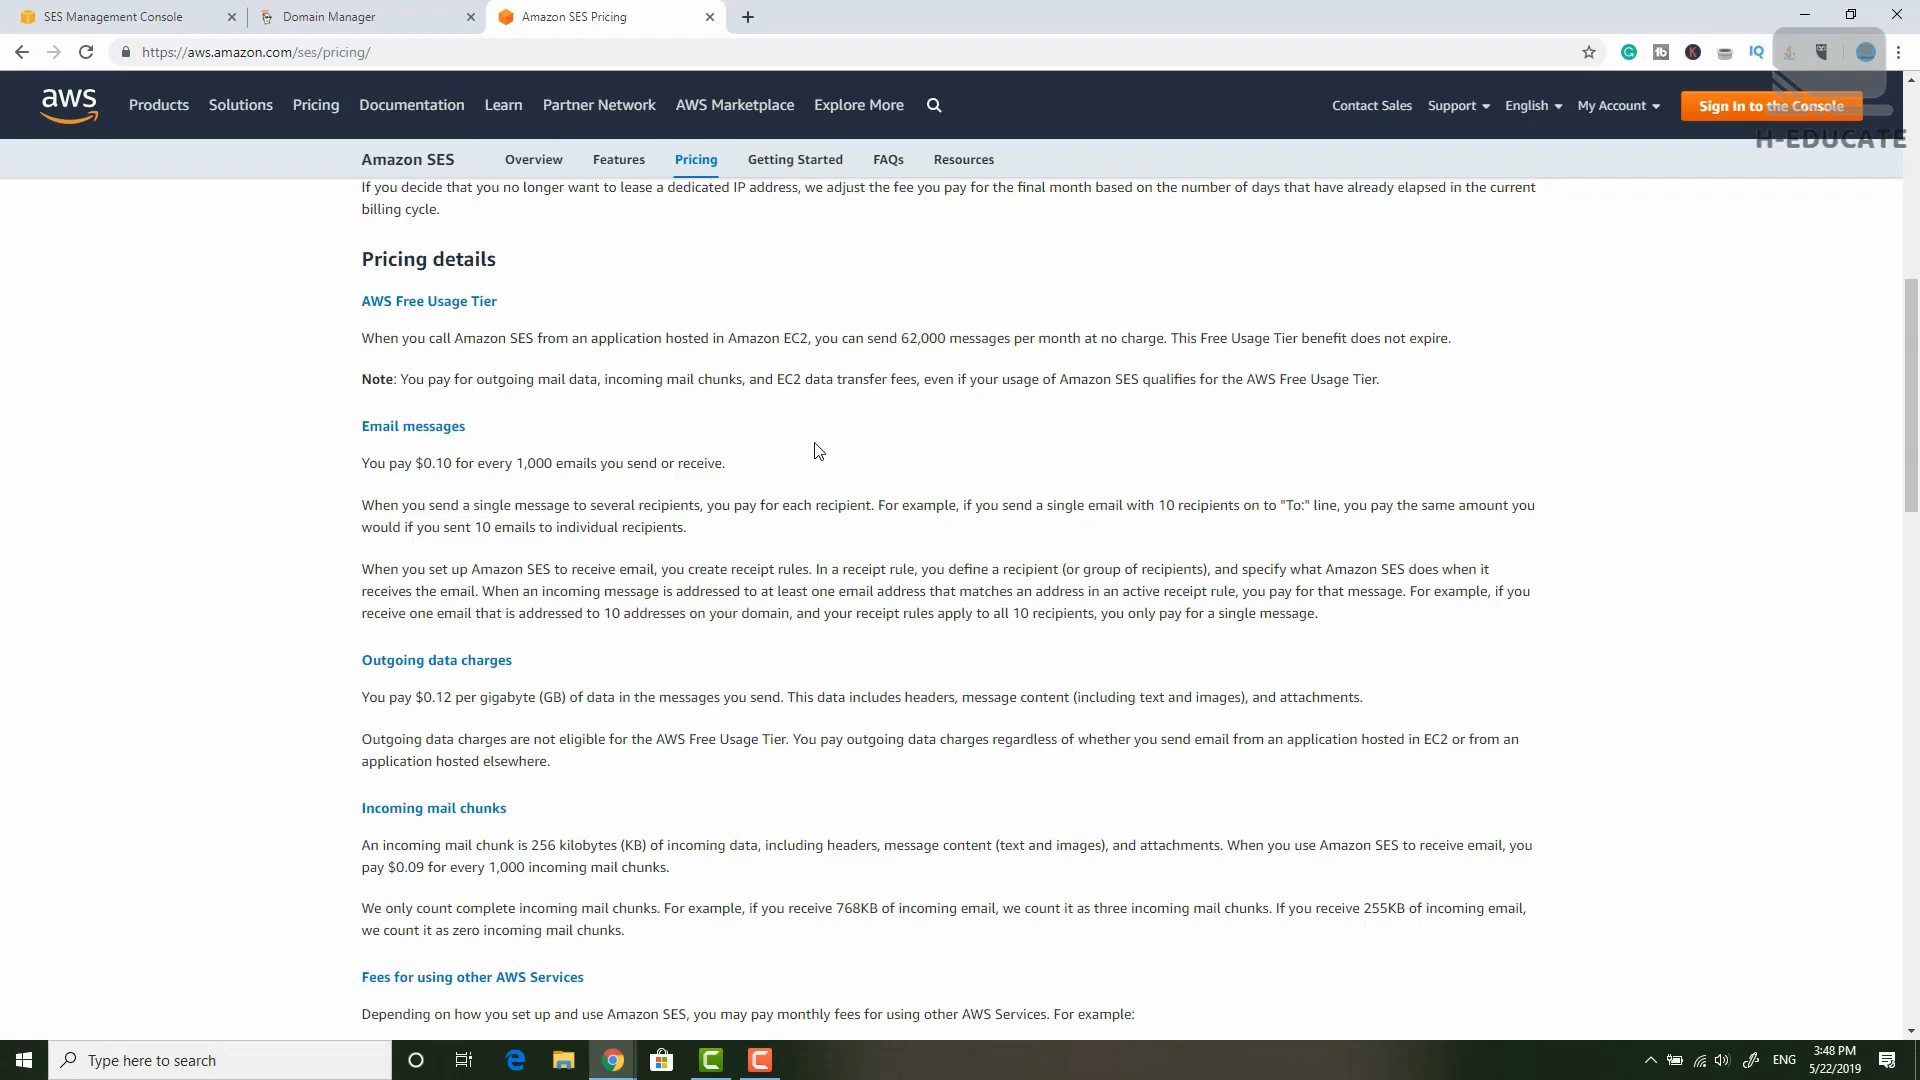 SES Management Console
Domain Manager
Amazon SES Pricing
https://aws.amazon.com/ses/pricing/
aws
Products
Solutions
Pricing
Documentation
Learn
Partner Network
AWS Marketplace
Explore More
Contact Sales
Support
English
My Account
Sign In to the Console
H-EDUCATE
Amazon SES
Overview
Features
Pricing
Getting Started
FAQs
Resources
If you decide that you no longer want to lease a dedicated IP address, we adjust the fee you pay for the final month based on the number of days that have already elapsed in the current
billing cycle.
Pricing details
AWS Free Usage Tier
When you call Amazon SES from an application hosted in Amazon EC2, you can send 62,000 messages per month at no charge. This Free Usage Tier benefit does not expire.
Note: You pay for outgoing mail data, incoming mail chunks, and EC2 data transfer fees, even if your usage of Amazon SES qualifies for the AWS Free Usage Tier.
Email messages
You pay $0.10 for every 1,000 emails you send or receive.
When you send a single message to several recipients, you pay for each recipient. For example, if you send a single email with 10 recipients on to "To:" line, you pay the same amount you
would if you sent 10 emails to individual recipients.
When you set up Amazon SES to receive email, you create receipt rules. In a receipt rule, you define a recipient (or group of recipients), and specify what Amazon SES does when it
receives the email. When an incoming message is addressed to at least one email address that matches an address in an active receipt rule, you pay for that message. For example, if you
receive one email that is addressed to 10 addresses on your domain, and your receipt rules apply to all 10 recipients, you only pay for a single message.
Outgoing data charges
You pay $0.12 per gigabyte (GB) of data in the messages you send. This data includes headers, message content (including text and images), and attachments.
Outgoing data charges are not eligible for the AWS Free Usage Tier. You pay outgoing data charges regardless of whether you send email from an application hosted in EC2 or from an
application hosted elsewhere.
Incoming mail chunks
An incoming mail chunk is 256 kilobytes (KB) of incoming data, including headers, message content (text and images), and attachments. When you use Amazon SES to receive email, you
pay $0.09 for every 1,000 incoming mail chunks.
We only count complete incoming mail chunks. For example, if you receive 768KB of incoming email, we count it as three incoming mail chunks. If you receive 255KB of incoming email,
we count it as zero incoming mail chunks.
Fees for using other AWS Services
Depending on how you set up and use Amazon SES, you may pay monthly fees for using other AWS Services. For example:
Type here to search
ENG
3:48 PM
5/22/2019